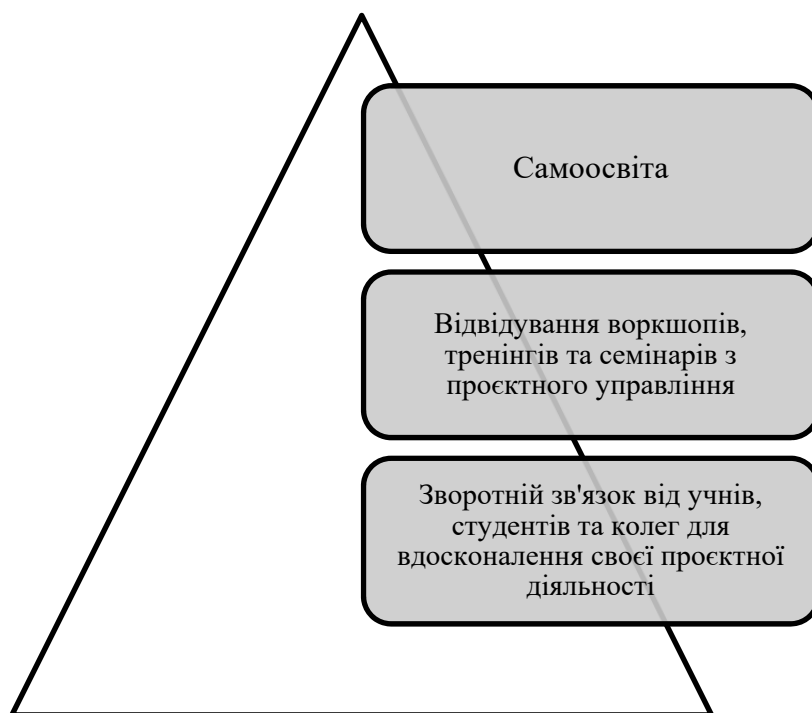 Самоосвіта
Відвідування воркшопів,
тренінгів та семінарів з
проєктного управління
Зворотній зв'язок від учнів,
студентів та колег для
вдосконалення своєї проєктної
діяльності